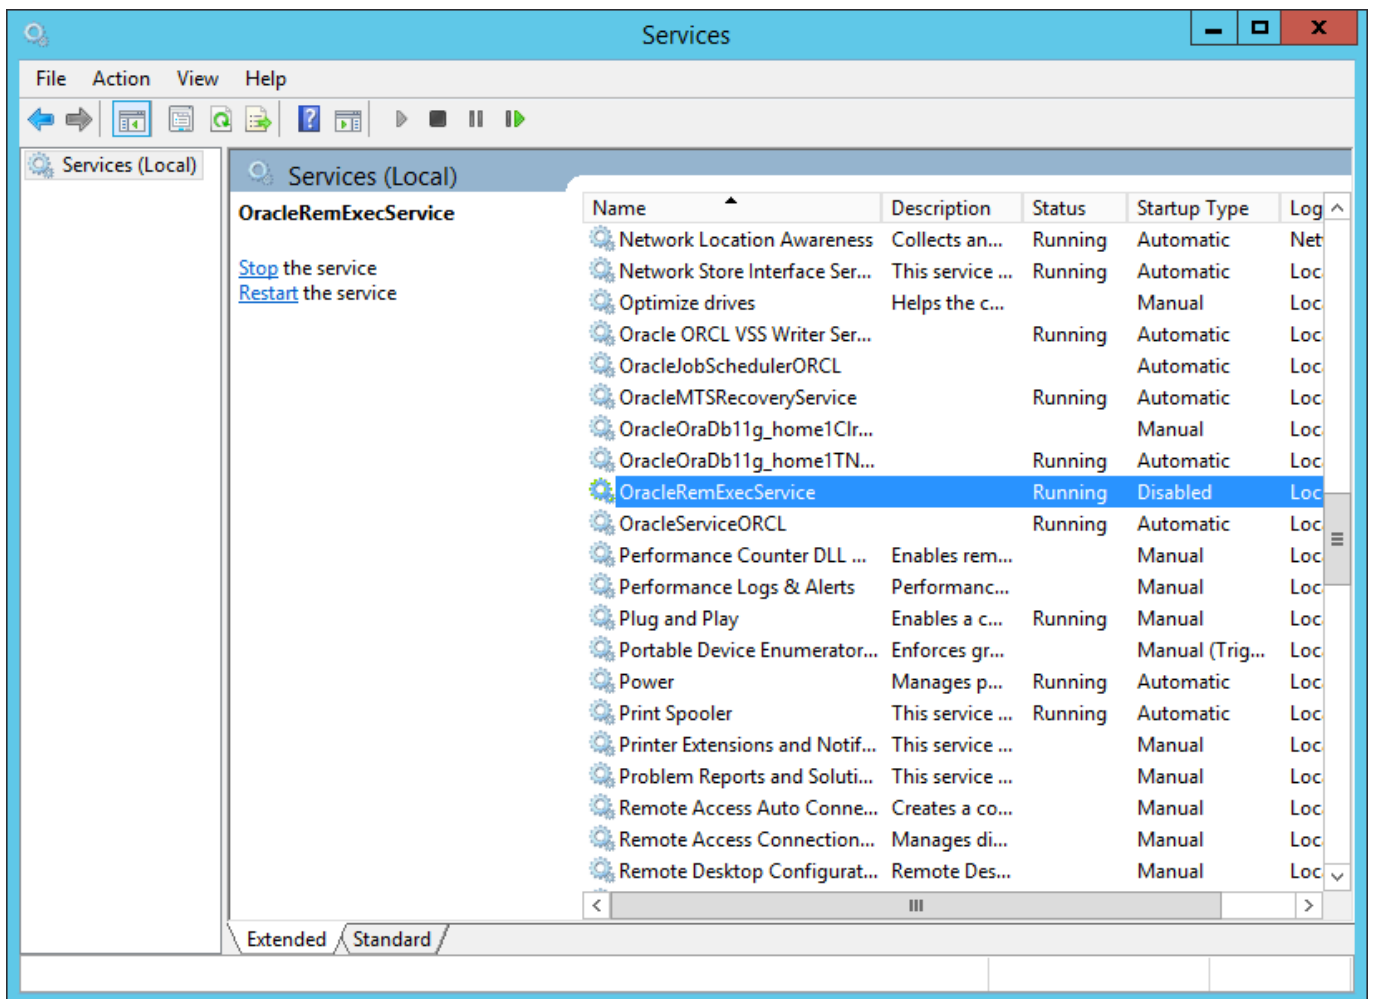 Services
File Action View Help
Services (Local)
Services (Local)
OracleRemExecService
Stop the service
Restart the service
Name Description Status Startup Type Log
Network Location Awareness Collects an... Running Automatic Net
Network Store Interface Ser... This service ... Running Automatic Loc
Optimize drives Helps the c... Manual Loc
Oracle ORCL VSS Writer Ser... Running Automatic Loc
OracleJobSchedulerORCL Automatic Loc
OracleMTSRecoveryService Running Automatic Loc
OracleOraDb11g_home1Clr... Manual Loc
OracleOraDb11g_home1TN... Running Automatic Loc
OracleRemExecService Running Disabled Loc
OracleServiceORCL Running Automatic Loc
Performance Counter DLL ... Enables rem... Manual Loc
Performance Logs & Alerts Performanc... Manual Loc
Plug and Play Enables a c... Running Manual Loc
Portable Device Enumerator... Enforces gr... Manual (Trig... Loc
Power Manages p... Running Automatic Loc
Print Spooler This service ... Running Automatic Loc
Printer Extensions and Notif... This service ... Manual Loc
Problem Reports and Soluti... This service ... Manual Loc
Remote Access Auto Conne... Creates a co... Manual Loc
Remote Access Connection... Manages di... Manual Loc
Remote Desktop Configurat... Remote Des... Manual Loc
Extended Standard